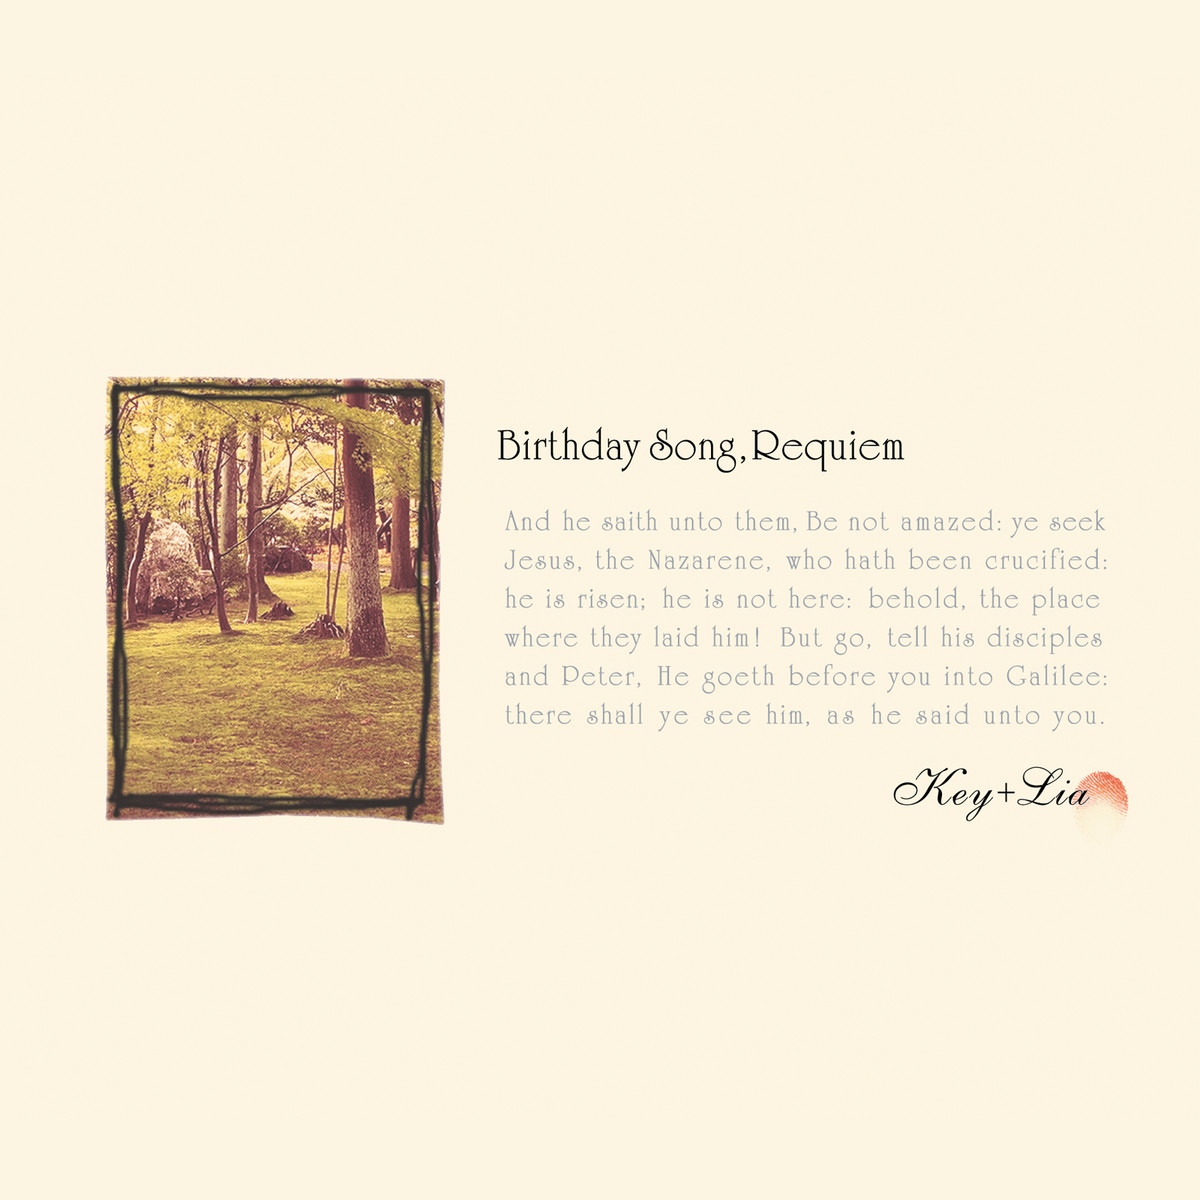 Birthday Song, Requiem
And he saith unto them, Be not amazed: ye seek
Jesus, the Nazarene, who hath been crucified:
he is risen; he is not here: behold, the place
where they laid him! But go, tell his disciples
and Peter, He goeth before you into Galilee:
there shall ye see him, as he said unto you.
Key+Lia